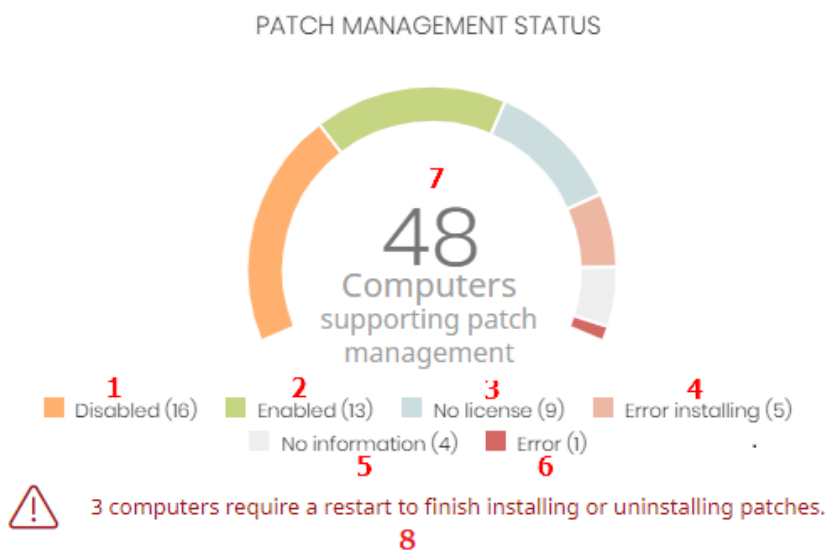 PATCH MANAGEMENT STATUS
7
48
Computers
supporting patch
management
1 2 3 4
Disabled (16) Enabled (13) No license (9) Error installing (5)
No information (4) Error (1) .
5 6
! 3 computers require a restart to finish installing or uninstalling patches.
8